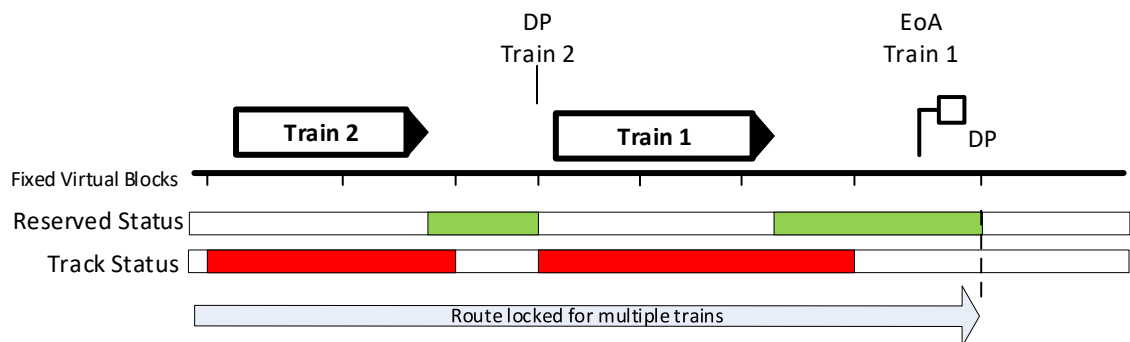 DP
Train 2
EoA
Train 1
Train 2
Train 1
DP
Fixed Virtual Blocks
Reserved Status
Track Status
Route locked for multiple trains